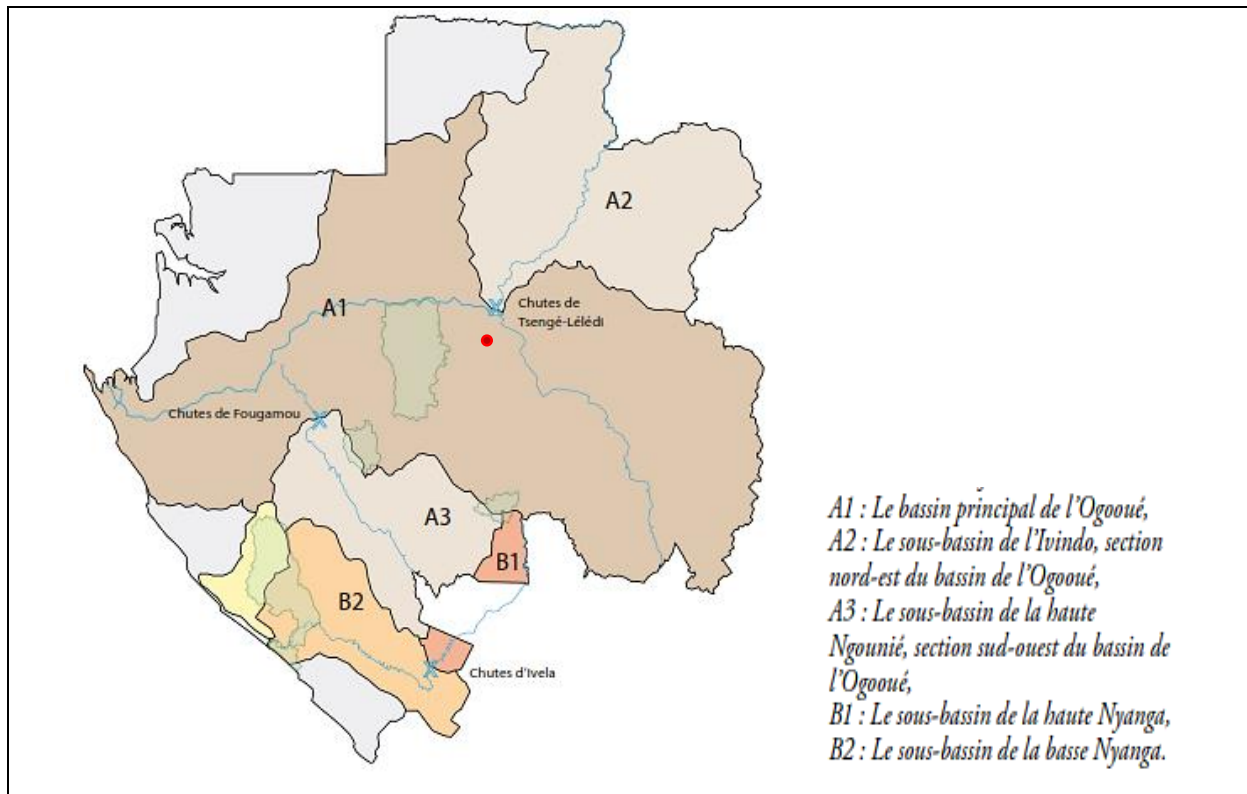 A2
A1
Chutes de
Tsengé-Lélédi
Chutes de Fougamou
A3
B1
B2
Chutes d'Ivela
A1 : Le bassin principal de l'Ogooué,
A2 : Le sous-bassin de l'Ivindo, section
nord-est du bassin de l'Ogooué,
A3 : Le sous-bassin de la haute
Ngounié, section sud-ouest du bassin de
l'Ogooué,
B1 : Le sous-bassin de la haute Nyanga,
B2 : Le sous-bassin de la basse Nyanga.